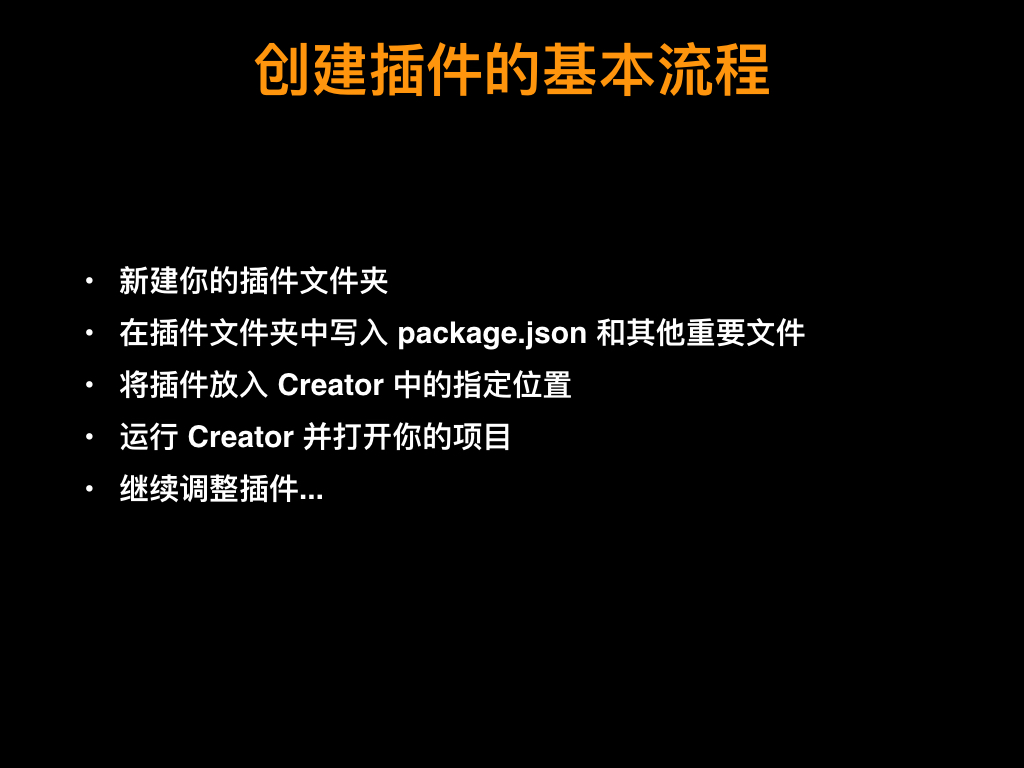 创建插件的基本流程
• 新建你的插件文件夹
• 在插件文件夹中写入 package.json 和其他重要文件
• 将插件放入 Creator 中的指定位置
• 运行 Creator 并打开你的项目
• 继续调整插件...